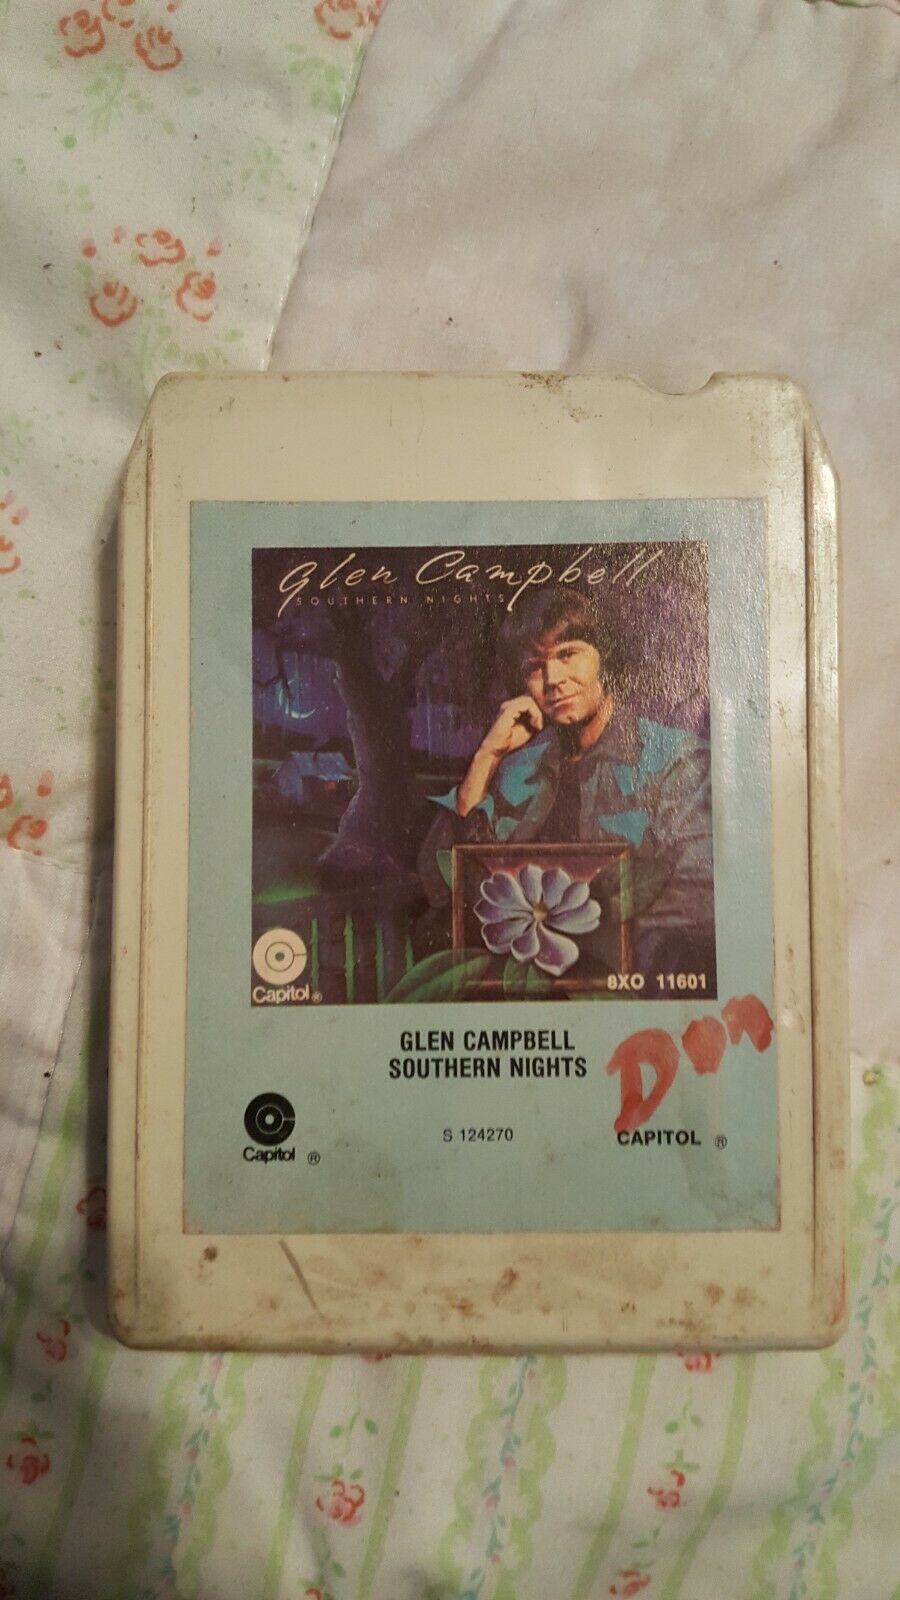 Glen Campbell
SOUTHERN NIGHTS
Capitol®
8XO 11601
GLEN CAMPBELL
SOUTHERN NIGHTS
Don
Capitol ®
S 124270
CAPITOL ®